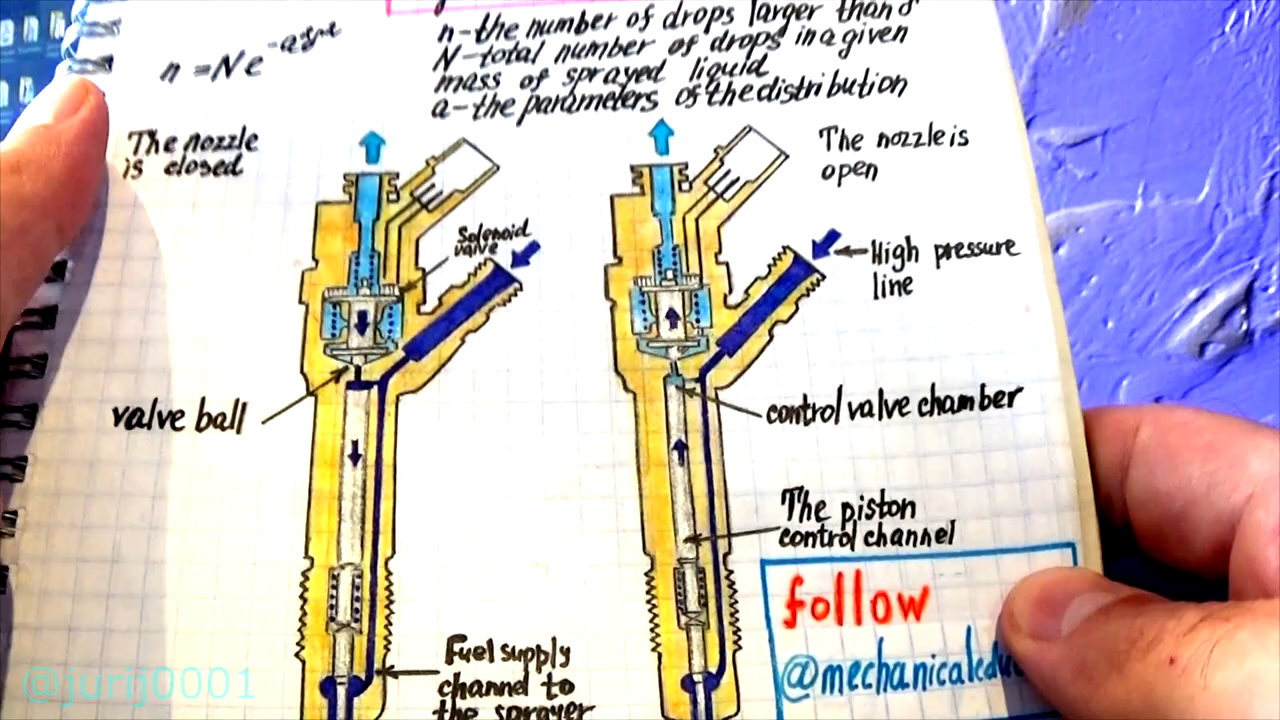 n = Ne
n-the number of drops larger than δ
N-total number of drops in a given
mass of sprayed liquid
a-the parameters of the distribution
The nozzle
is closed
The nozzle is
open
Solenoid
valve
High pressure
line
valve ball
control valve chamber
The piston
control channel
Fuel supply
channel to
the sprayer
follow
@mechanical
@jurij0001